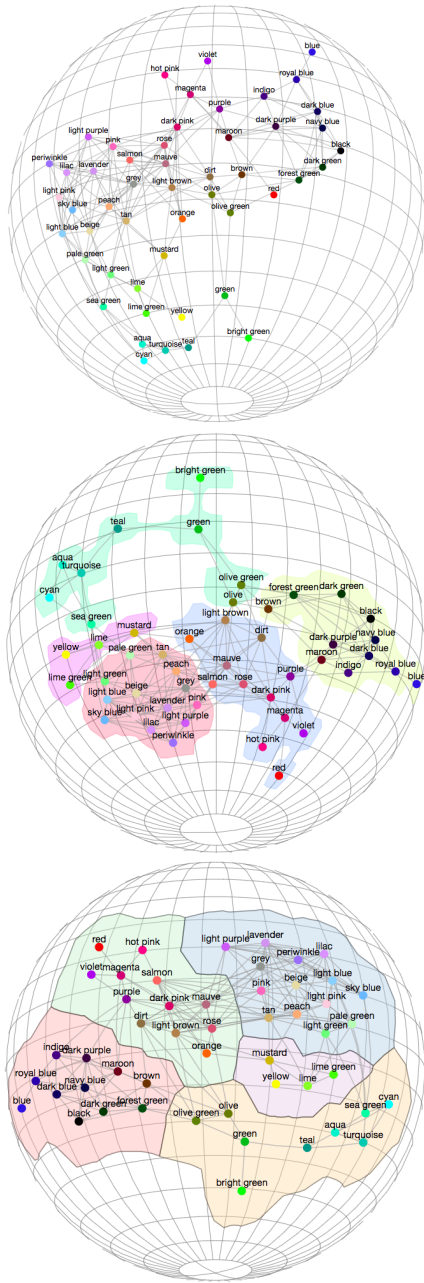 blue
violet
hot pink
royal blue
magenta
indigo
purple
dark blue
dark pink
dark purple
navy blue
light purple
maroon
rose
pink
black
periwinkle
salmon
mauve
lilac
lavender
dark green
dirt
brown
forest green
grey
light brown
light pink
olive
red
peach
sky blue
tan
orange
olive green
light blue
beige
mustard
pale green
light green
lime
green
sea green
lime green
yellow
bright green
aqua
turquoise
teal
cyan
bright green
teal
green
aqua
turquoise
olive green
forest green
dark green
cyan
olive
brown
light brown
black
sea green
mustard
orange
dirt
navy blue
lime
dark purple
yellow
pale green
tan
maroon
dark blue
peach
mauve
light green
grey
salmon
rose
purple
indigo
royal blue
lime green
beige
blue
light blue
lavender
pink
dark pink
light pink
sky blue
lilac
light purple
magenta
periwinkle
violet
hot pink
red
red
hot pink
light purple
lavender
lilac
periwinkle
grey
violet
magenta
salmon
light blue
pink
beige
sky blue
purple
dark pink
mauve
light pink
peach
dirt
light brown
rose
tan
pale green
light green
orange
indigo
dark purple
mustard
maroon
lime green
royal blue
navy blue
brown
yellow
lime
dark blue
cyan
blue
dark green
forest green
olive
sea green
black
olive green
aqua
green
teal
turquoise
bright green